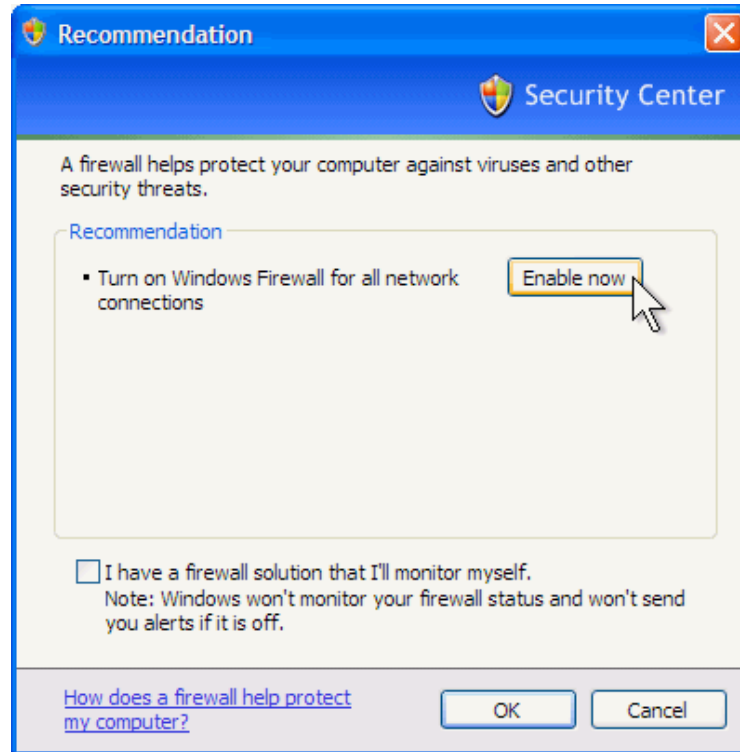 Recommendation
Security Center
A firewall helps protect your computer against viruses and other
security threats.
Recommendation
▪ Turn on Windows Firewall for all network
connections
Enable now
I have a firewall solution that I'll monitor myself.
Note: Windows won't monitor your firewall status and won't send
you alerts if it is off.
How does a firewall help protect
my computer?
OK
Cancel